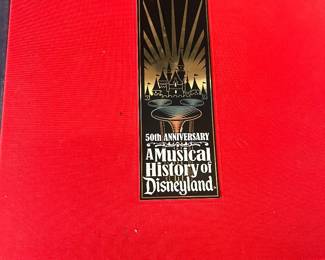 50th ANNIVERSARY
A Musical
History of
Disneyland